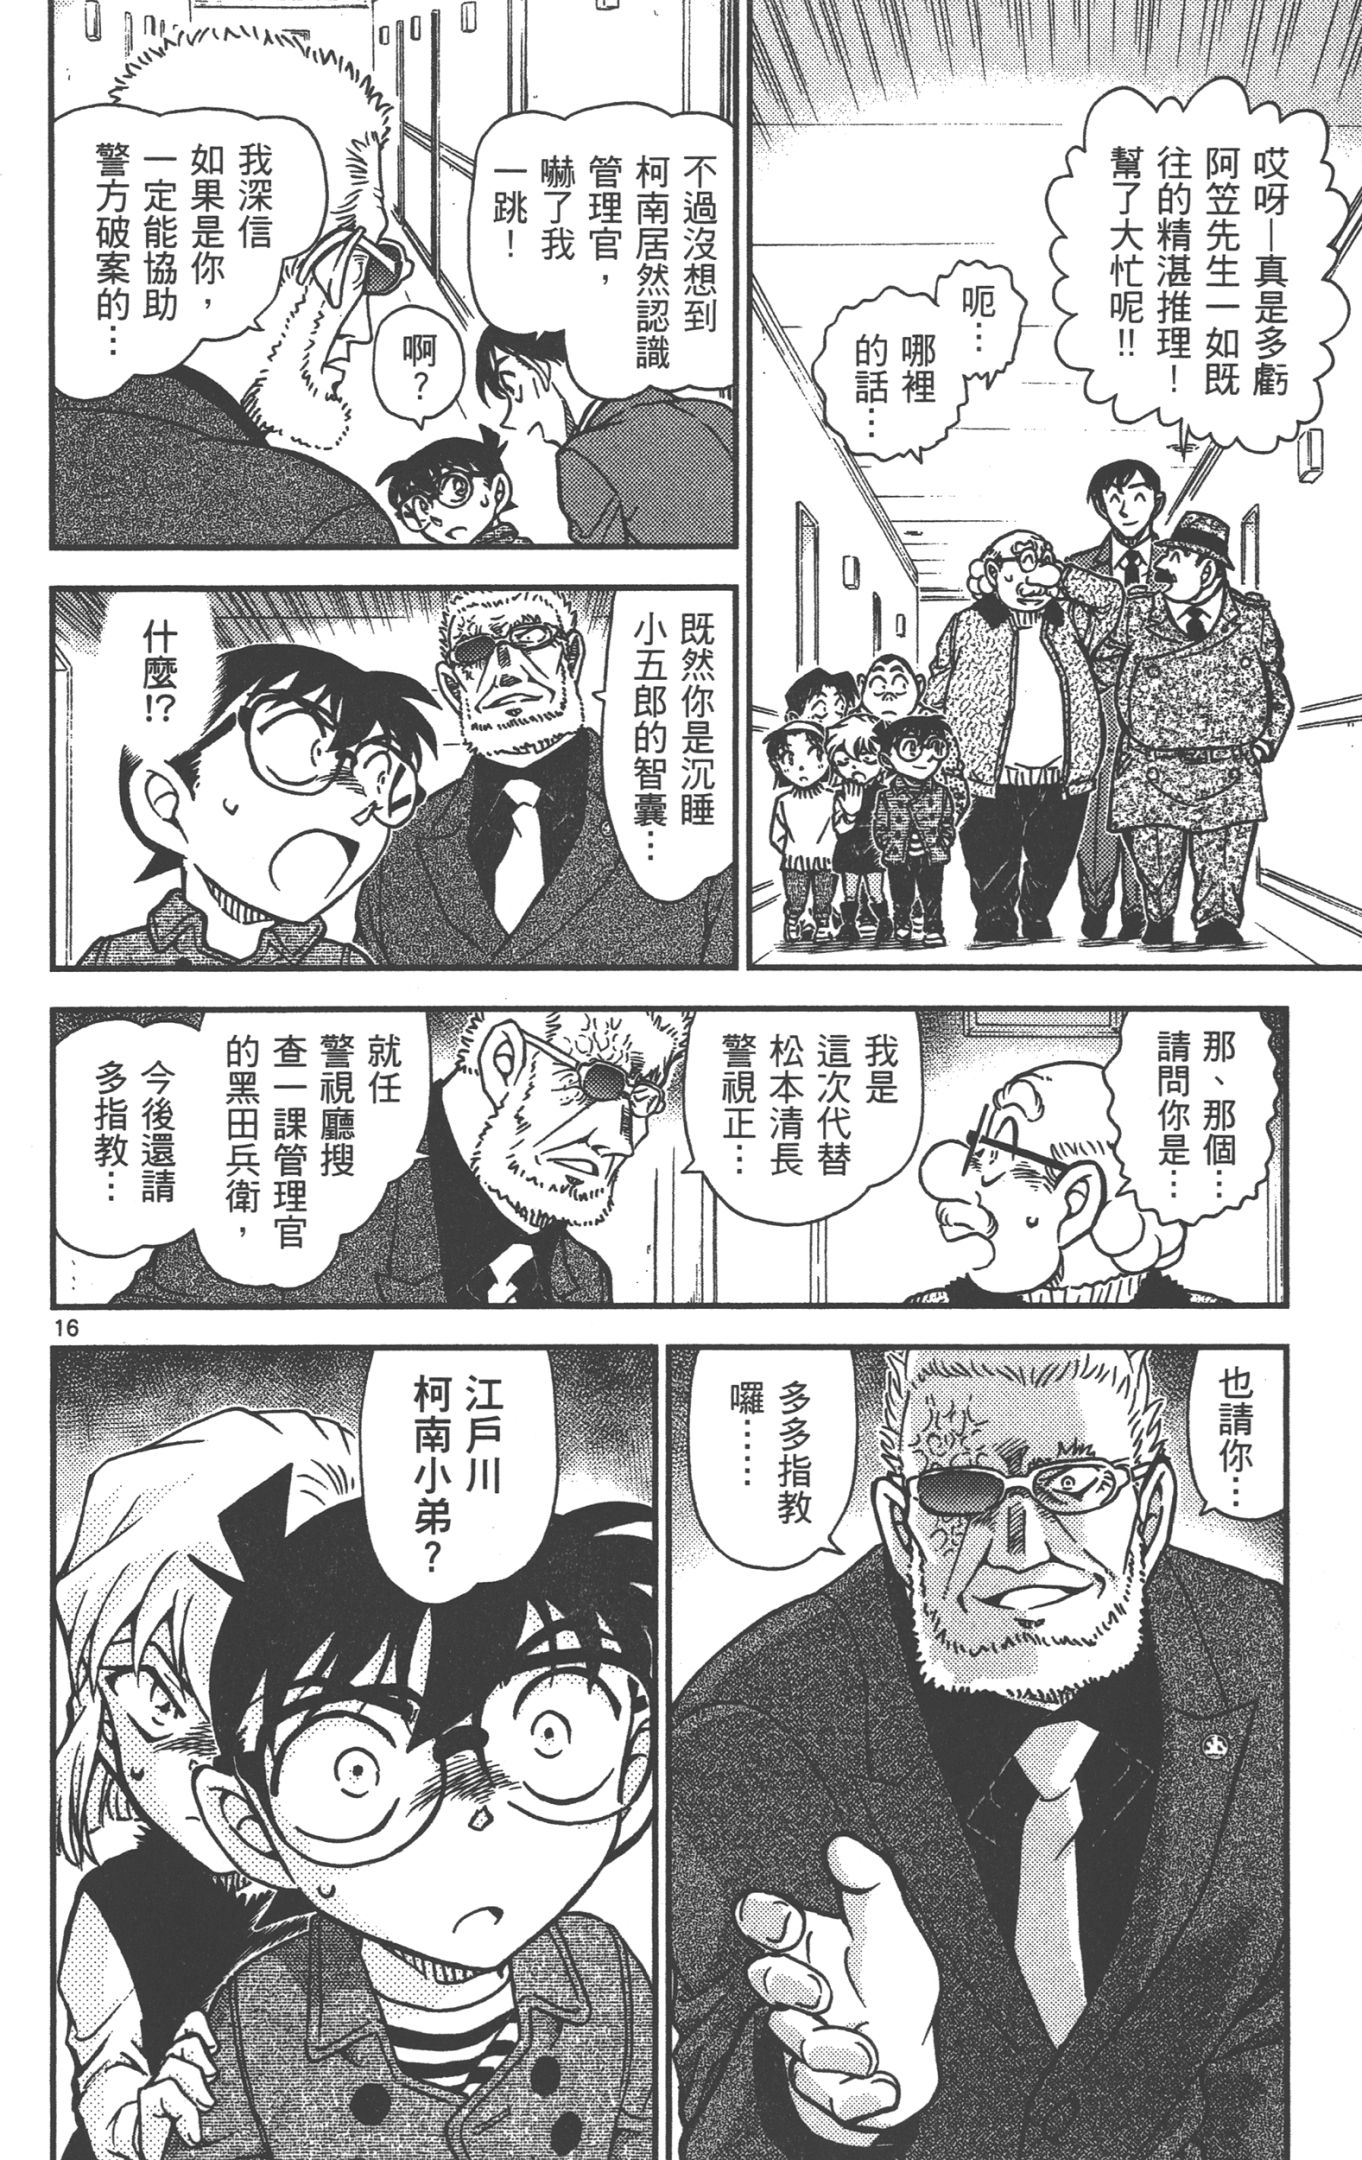 哎呀—真是多虧
阿笠先生一如既
往的精湛推理！
幫了大忙呢!!
呃…
哪裡
的話…
不過沒想到
柯南居然認識
管理官，
嚇了我
一跳！
啊？
我深信
如果是你，
一定能協助
警方破案的…
既然你是沉睡
小五郎的智囊…
什麼!?
那、那個…
請問你是…
我是
這次代替
松本清長
警視正…
就任
警視廳搜
查一課管理官
的黑田兵衛，
今後還請
多指教…
16
也請你…
多多指教
囉……
江戶川
柯南小弟？